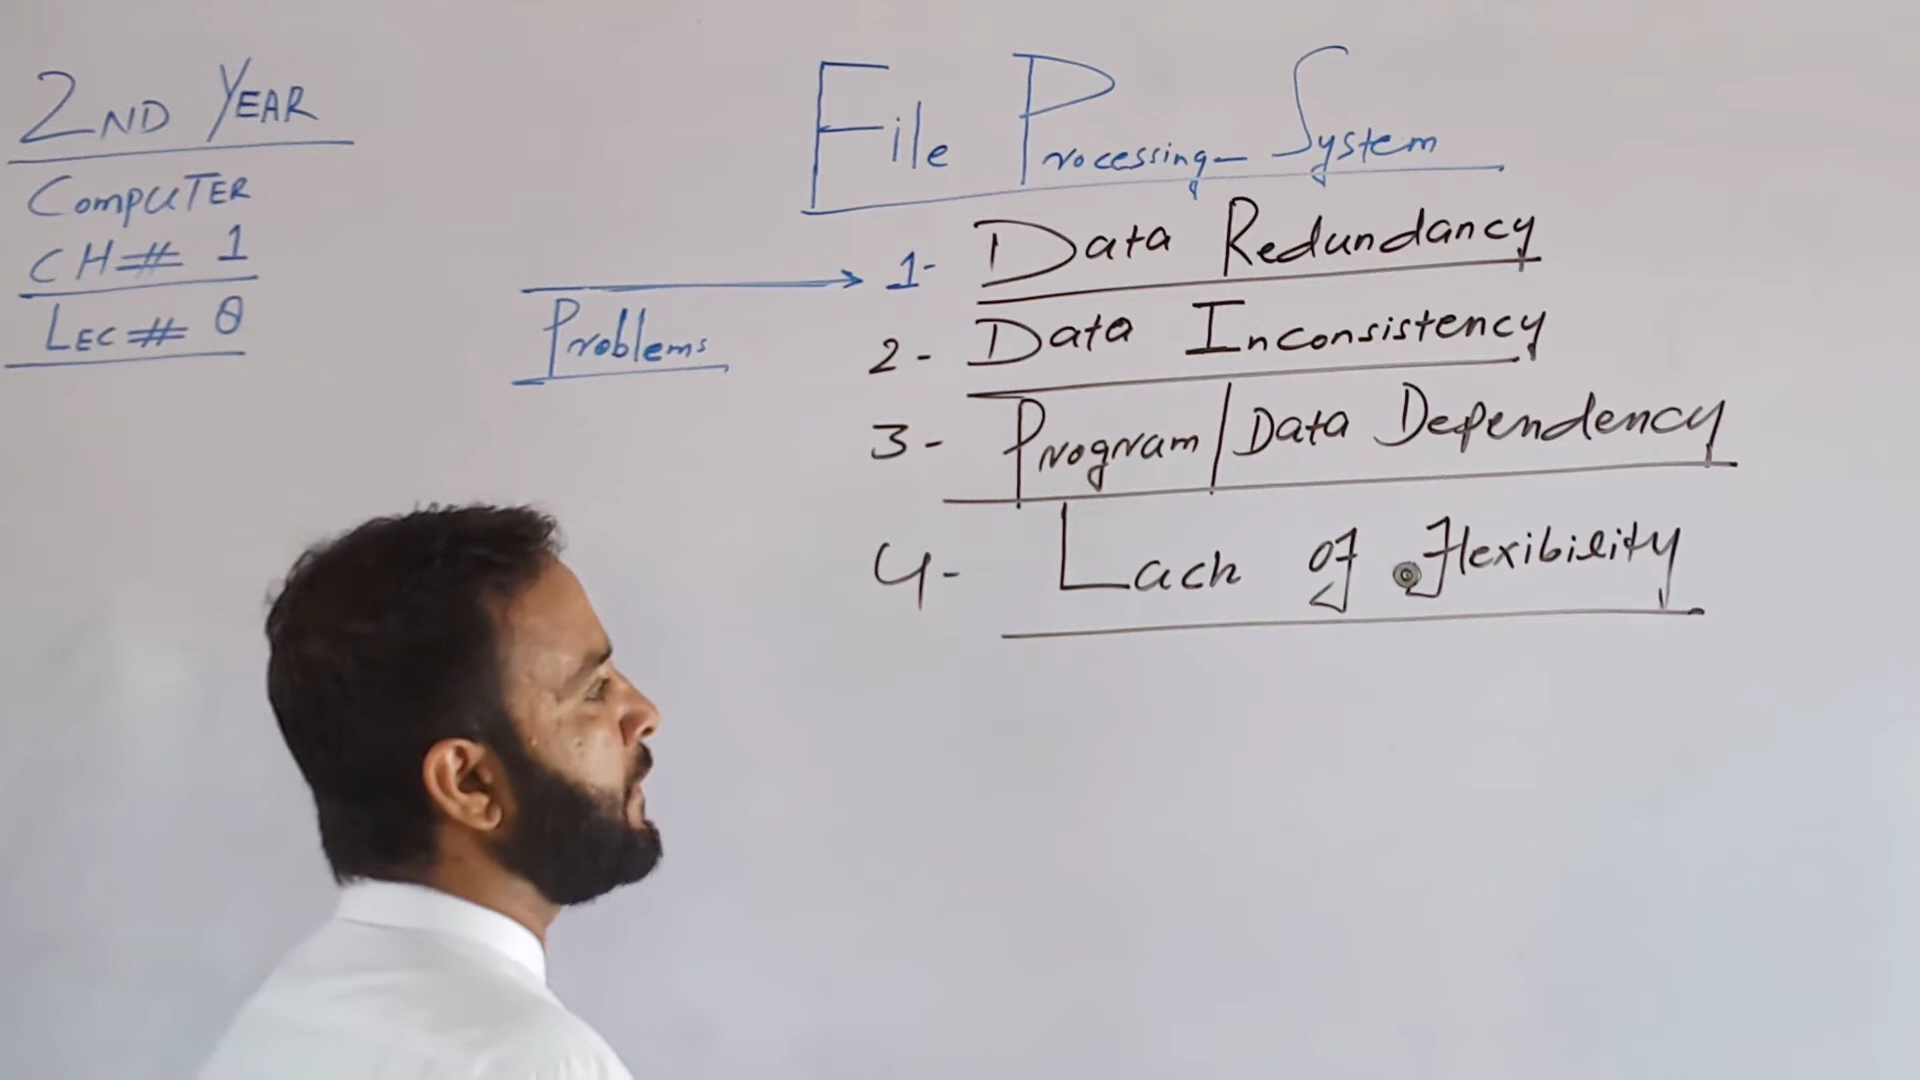 2ND YEAR
COMPUTER
CH# 1
LEC# 8
File Processing System
Problems
1- Data Redundancy
2- Data Inconsistency
3- Program/Data Dependency
4- Lack of Flexibility